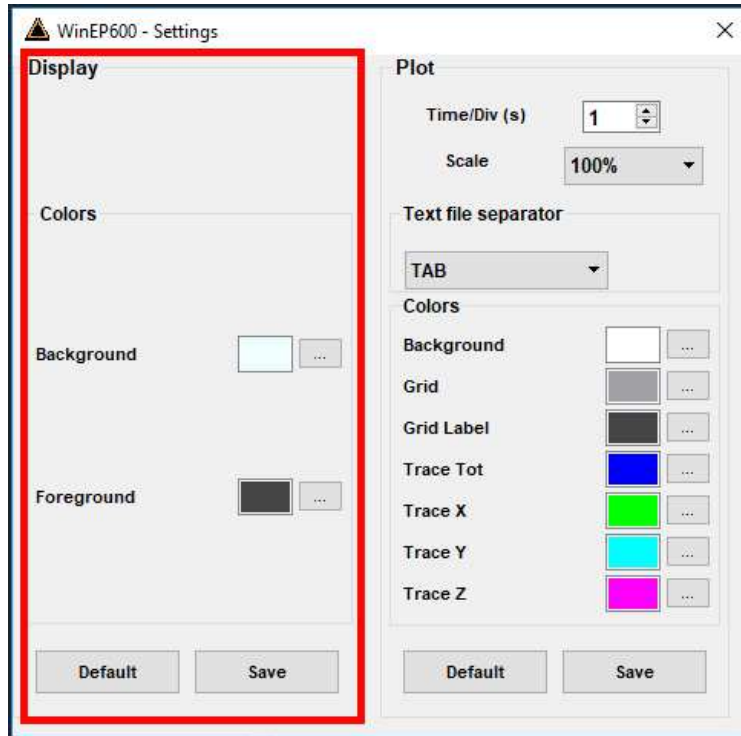 WinEP600 - Settings
Display
Colors
Background
...
Foreground
...
Default
Save
Plot
Time/Div (s)
1
Scale
100%
Text file separator
TAB
Colors
Background
...
Grid
...
Grid Label
...
Trace Tot
...
Trace X
...
Trace Y
...
Trace Z
...
Default
Save